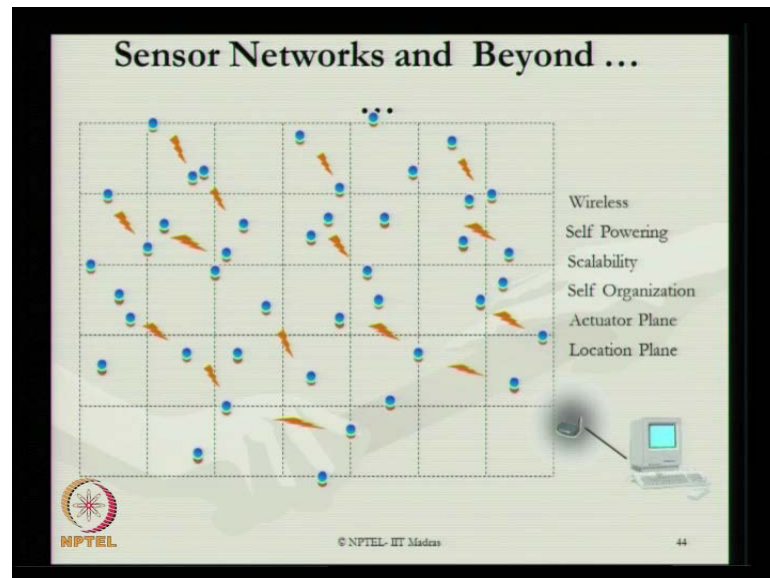 Sensor Networks and Beyond ...
...
Wireless
Self Powering
Scalability
Self Organization
Actuator Plane
Location Plane
NPTEL
© NPTEL- IIT Madras
44